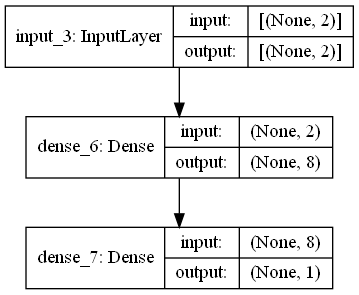 input_3: InputLayer
input: [(None, 2)]
output: [(None, 2)]
dense_6: Dense
input: (None, 2)
output: (None, 8)
dense_7: Dense
input: (None, 8)
output: (None, 1)